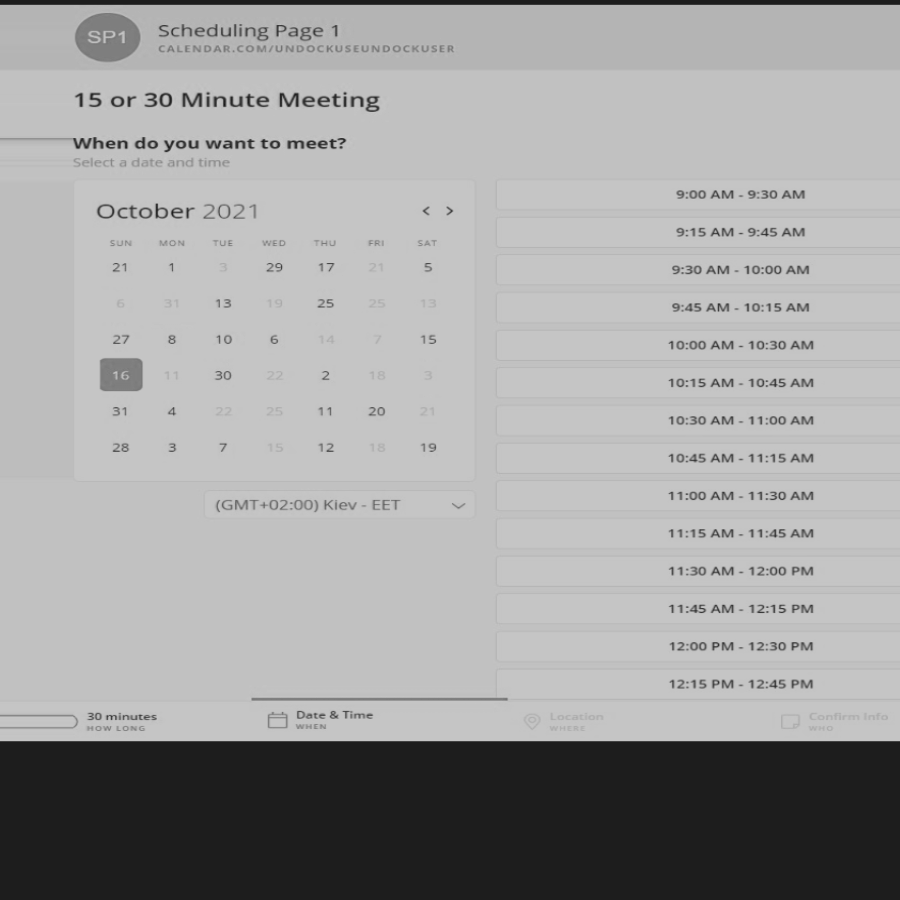 SP1
Scheduling Page 1
CALENDAR.COM/UNDOCKUSEUNDOCKUSER
15 or 30 Minute Meeting
When do you want to meet?
Select a date and time
October 2021
< >
SUN MON TUE WED THU FRI SAT
21 1 3 29 17 21 5
6 31 13 19 25 25 13
27 8 10 6 14 7 15
16 11 30 22 2 18 3
31 4 22 25 11 20 21
28 3 7 15 12 18 19
(GMT+02:00) Kiev - EET
9:00 AM - 9:30 AM
9:15 AM - 9:45 AM
9:30 AM - 10:00 AM
9:45 AM - 10:15 AM
10:00 AM - 10:30 AM
10:15 AM - 10:45 AM
10:30 AM - 11:00 AM
10:45 AM - 11:15 AM
11:00 AM - 11:30 AM
11:15 AM - 11:45 AM
11:30 AM - 12:00 PM
11:45 AM - 12:15 PM
12:00 PM - 12:30 PM
12:15 PM - 12:45 PM
30 minutes
HOW LONG
Date & Time
WHEN
Location
WHERE
Confirm Info
WHO